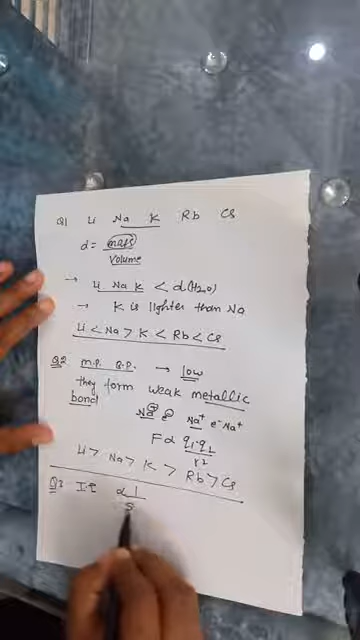 Q1 Li Na K Rb Cs
d = mass
volume
→ Li Na K < d(H2O)
→ K is lighter than Na
Li < Na > K < Rb < Cs
Q2 m.p. B.P. → low
they form weak metallic
bond Na⊕ e⊖ Na⁺ e⁻ Na⁺
F ∝ q₁q₂
r2
Li > Na > K > Rb > Cs
Q3 I.E ∝ 1